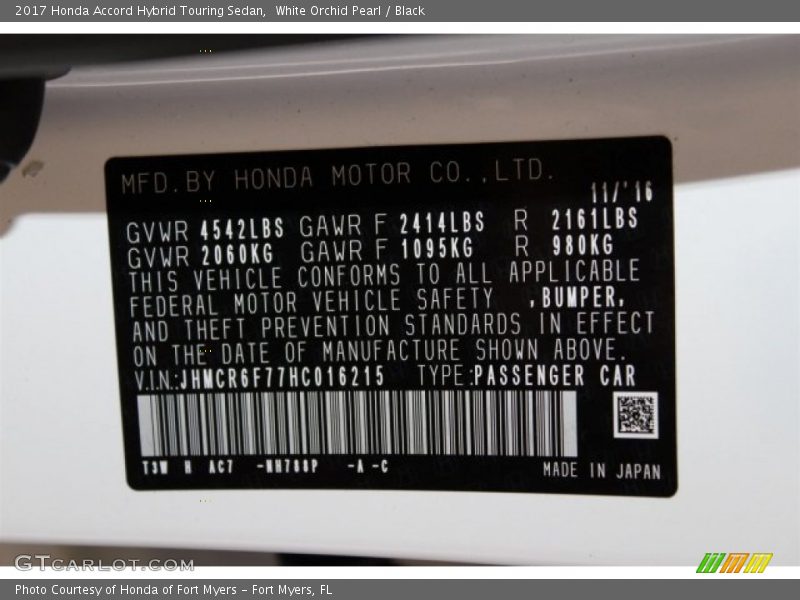 2017 Honda Accord Hybrid Touring Sedan, White Orchid Pearl / Black
MFD. BY HONDA MOTOR CO., LTD.
11/'16
GVWR 4542LBS GAWR F 2414LBS R 2161LBS
GVWR 2060KG GAWR F 1095KG R 980KG
THIS VEHICLE CONFORMS TO ALL APPLICABLE
FEDERAL MOTOR VEHICLE SAFETY ,BUMPER,
AND THEFT PREVENTION STANDARDS IN EFFECT
ON THE DATE OF MANUFACTURE SHOWN ABOVE.
V.I.N.:JHMCR6F77HC016215 TYPE:PASSENGER CAR
T3W H AC7 -NH788P -A -C
MADE IN JAPAN
GTCARLOT.COM
Photo Courtesy of Honda of Fort Myers - Fort Myers, FL